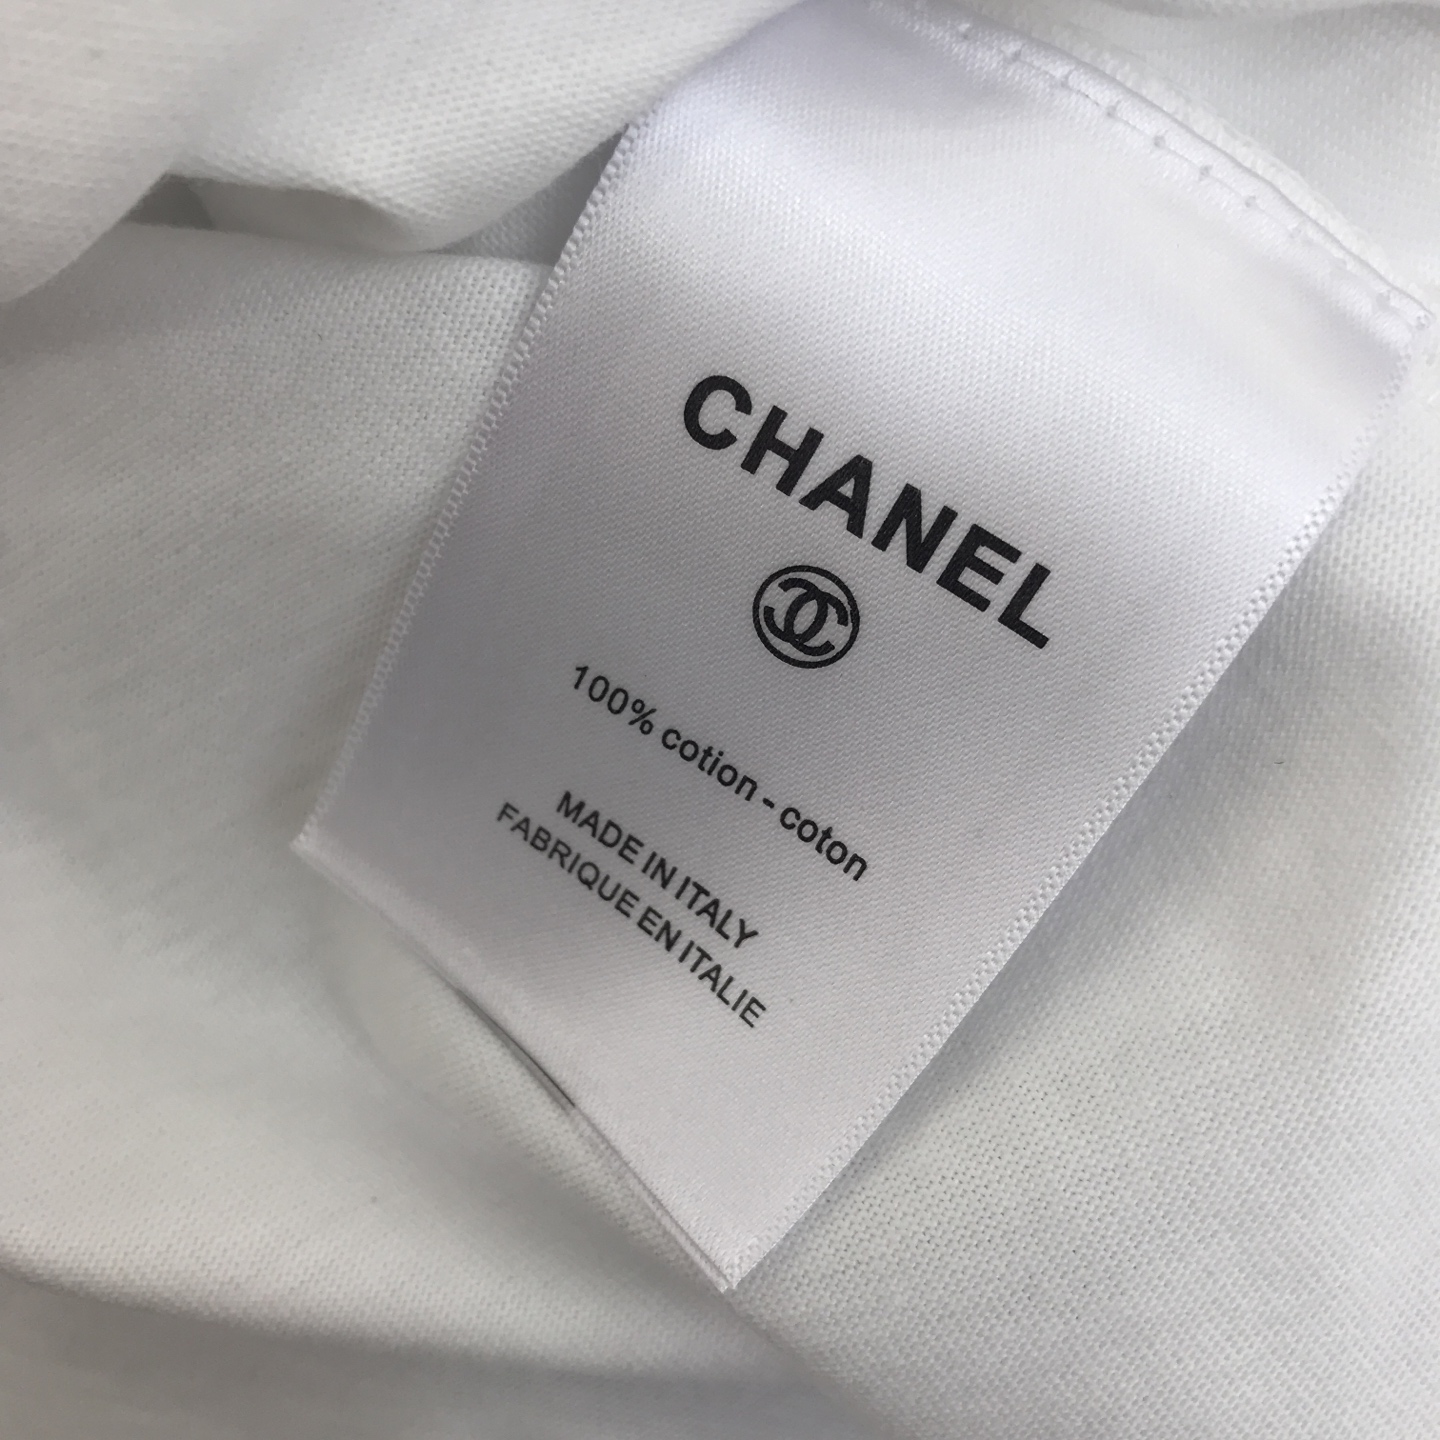 CHANEL
100% cotion - coton
MADE IN ITALY
FABRIQUE EN ITALIE